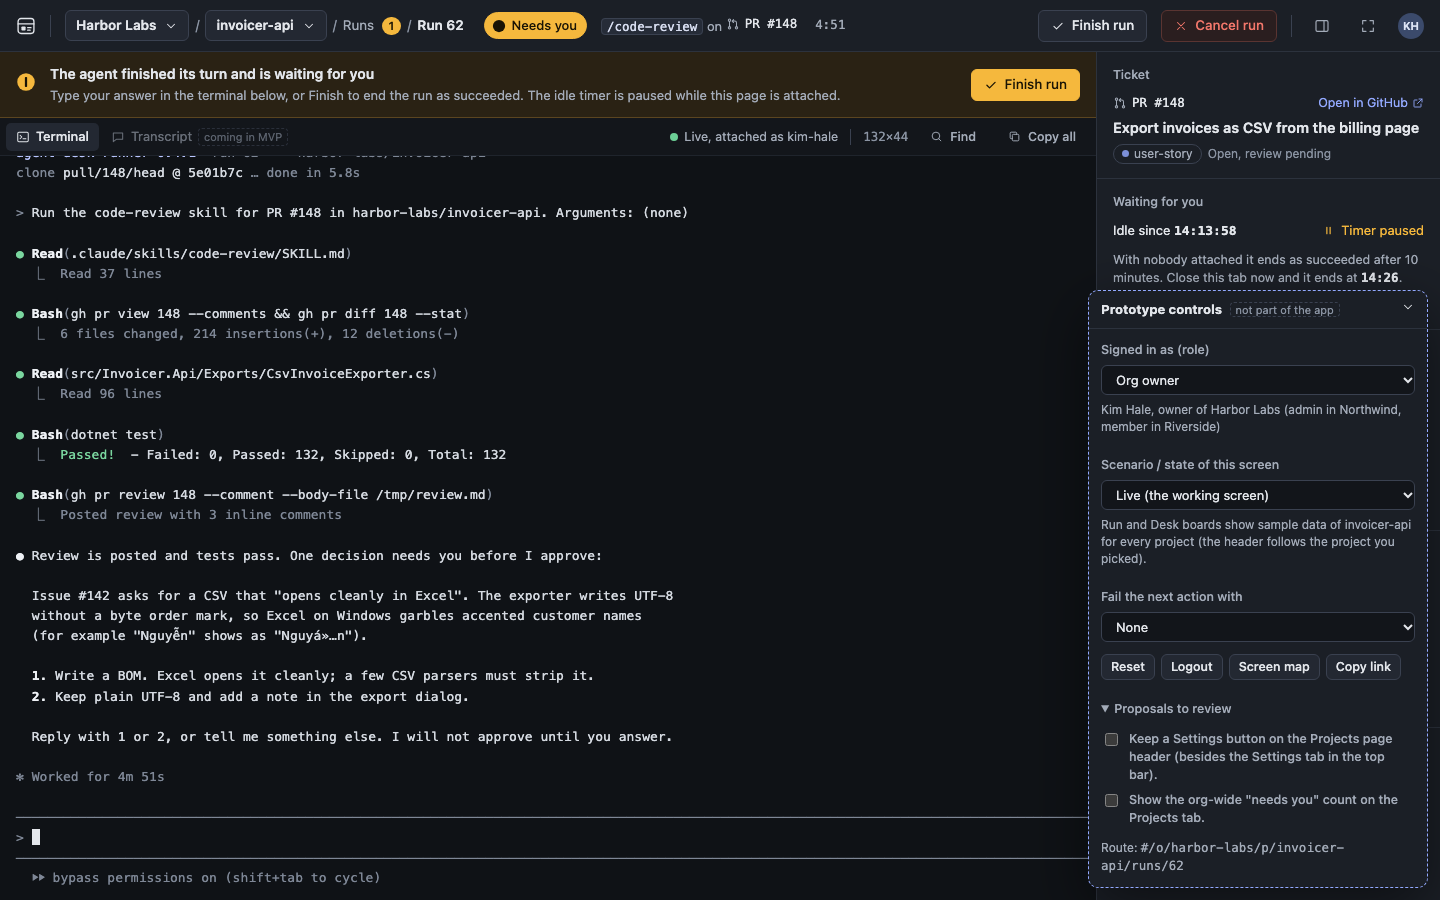 Harbor Labs / invoicer-api / Runs 1 / Run 62 Needs you /code-review on PR #148 4:51 Finish run Cancel run KH
The agent finished its turn and is waiting for you
Type your answer in the terminal below, or Finish to end the run as succeeded. The idle timer is paused while this page is attached.
Finish run
Terminal Transcript coming in MVP Live, attached as kim-hale 132×44 Find Copy all
clone pull/148/head @ 5e01b7c … done in 5.8s
> Run the code-review skill for PR #148 in harbor-labs/invoicer-api. Arguments: (none)
● Read(.claude/skills/code-review/SKILL.md)
⎿ Read 37 lines
● Bash(gh pr view 148 --comments && gh pr diff 148 --stat)
⎿ 6 files changed, 214 insertions(+), 12 deletions(-)
● Read(src/Invoicer.Api/Exports/CsvInvoiceExporter.cs)
⎿ Read 96 lines
● Bash(dotnet test)
⎿ Passed! - Failed: 0, Passed: 132, Skipped: 0, Total: 132
● Bash(gh pr review 148 --comment --body-file /tmp/review.md)
⎿ Posted review with 3 inline comments
● Review is posted and tests pass. One decision needs you before I approve:
Issue #142 asks for a CSV that "opens cleanly in Excel". The exporter writes UTF-8
without a byte order mark, so Excel on Windows garbles accented customer names
(for example "Nguyễn" shows as "Nguyá»…n").
1. Write a BOM. Excel opens it cleanly; a few CSV parsers must strip it.
2. Keep plain UTF-8 and add a note in the export dialog.
Reply with 1 or 2, or tell me something else. I will not approve until you answer.
✻ Worked for 4m 51s
>
⏵⏵ bypass permissions on (shift+tab to cycle)
Ticket
PR #148 Open in GitHub
Export invoices as CSV from the billing page
user-story Open, review pending
Waiting for you
Idle since 14:13:58 Timer paused
With nobody attached it ends as succeeded after 10
minutes. Close this tab now and it ends at 14:26.
Prototype controls not part of the app
Signed in as (role)
Org owner
Kim Hale, owner of Harbor Labs (admin in Northwind,
member in Riverside)
Scenario / state of this screen
Live (the working screen)
Run and Desk boards show sample data of invoicer-api
for every project (the header follows the project you
picked).
Fail the next action with
None
Reset Logout Screen map Copy link
▼ Proposals to review
Keep a Settings button on the Projects page
header (besides the Settings tab in the top
bar).
Show the org-wide "needs you" count on the
Projects tab.
Route: #/o/harbor-labs/p/invoicer-
api/runs/62